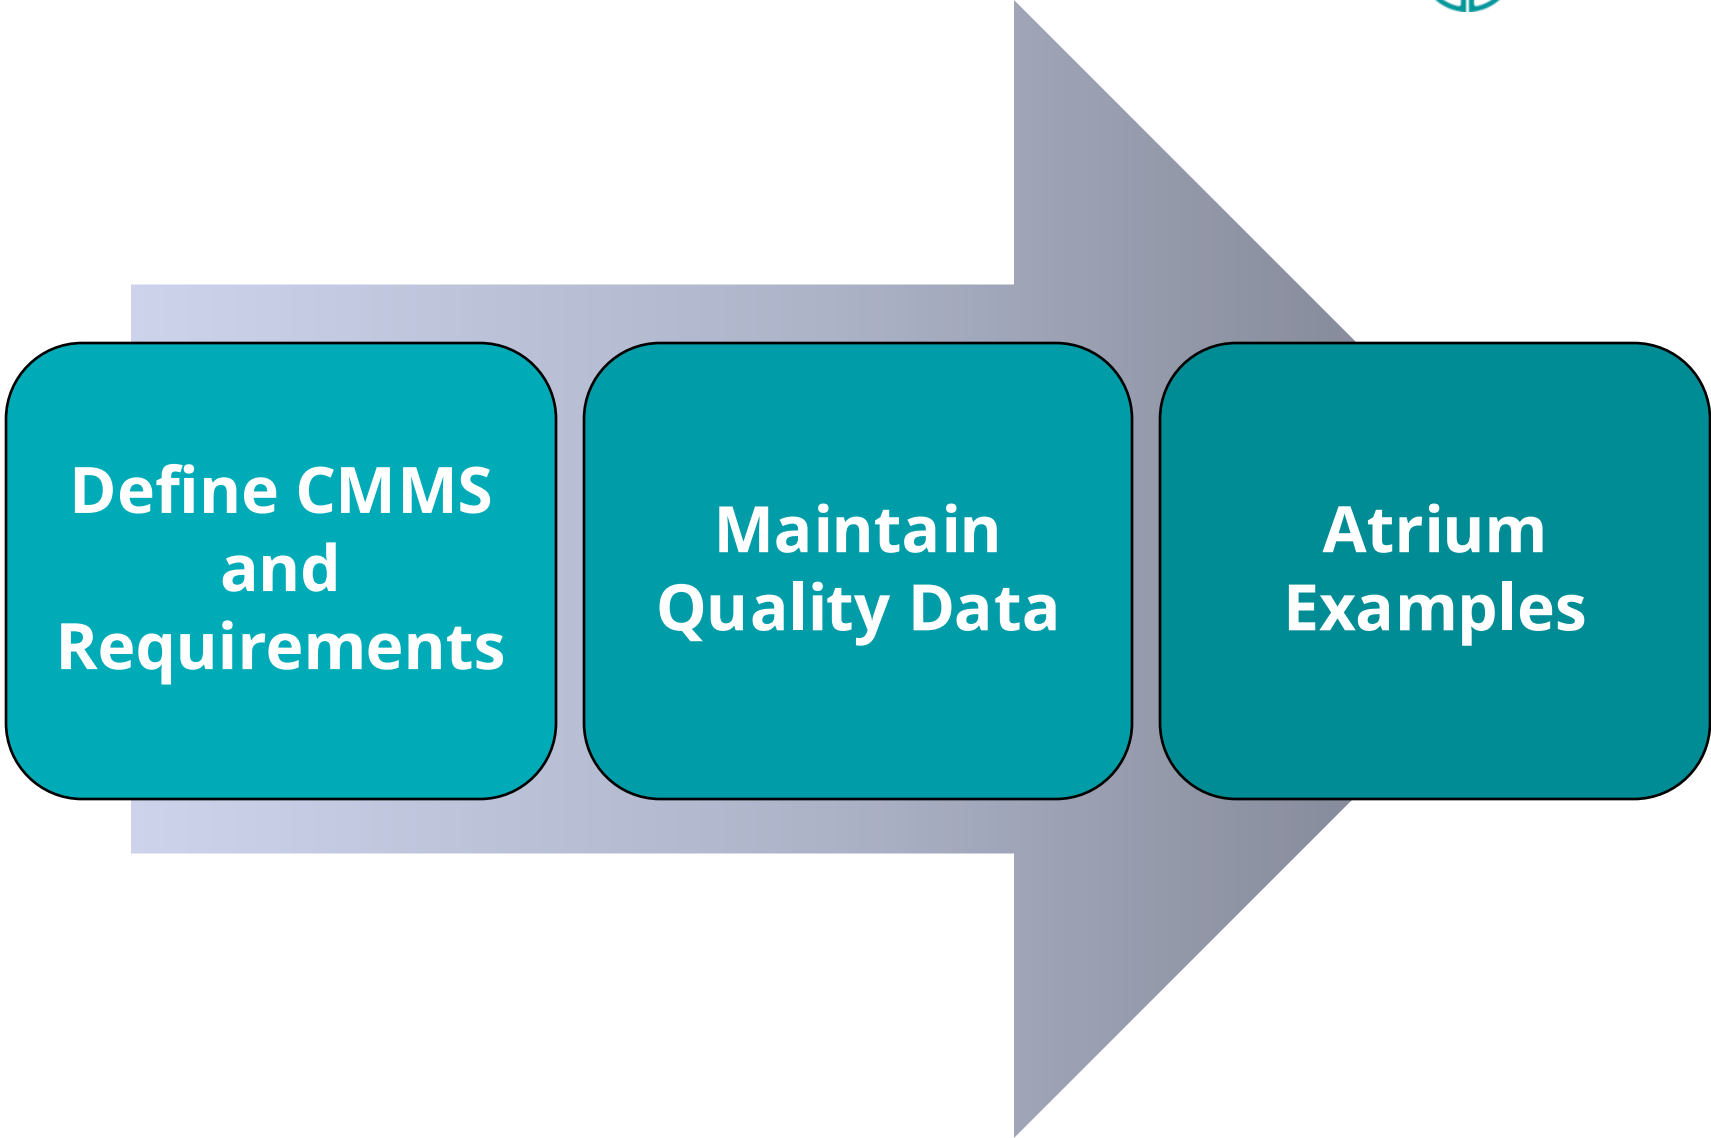 Define CMMS
and
Requirements
Maintain
Quality Data
Atrium
Examples